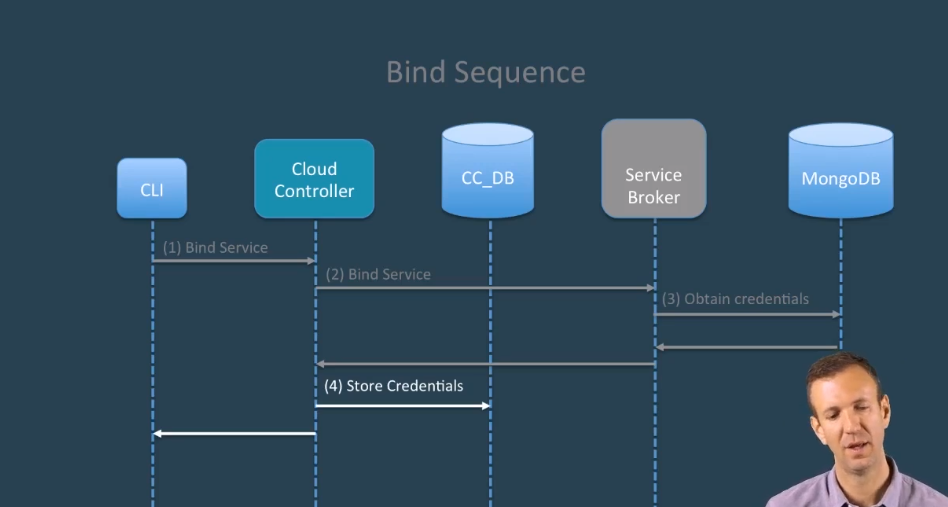 Bind Sequence
CLI
Cloud
Controller
CC_DB
Service
Broker
MongoDB
(1) Bind Service
(2) Bind Service
(3) Obtain credentials
(4) Store Credentials